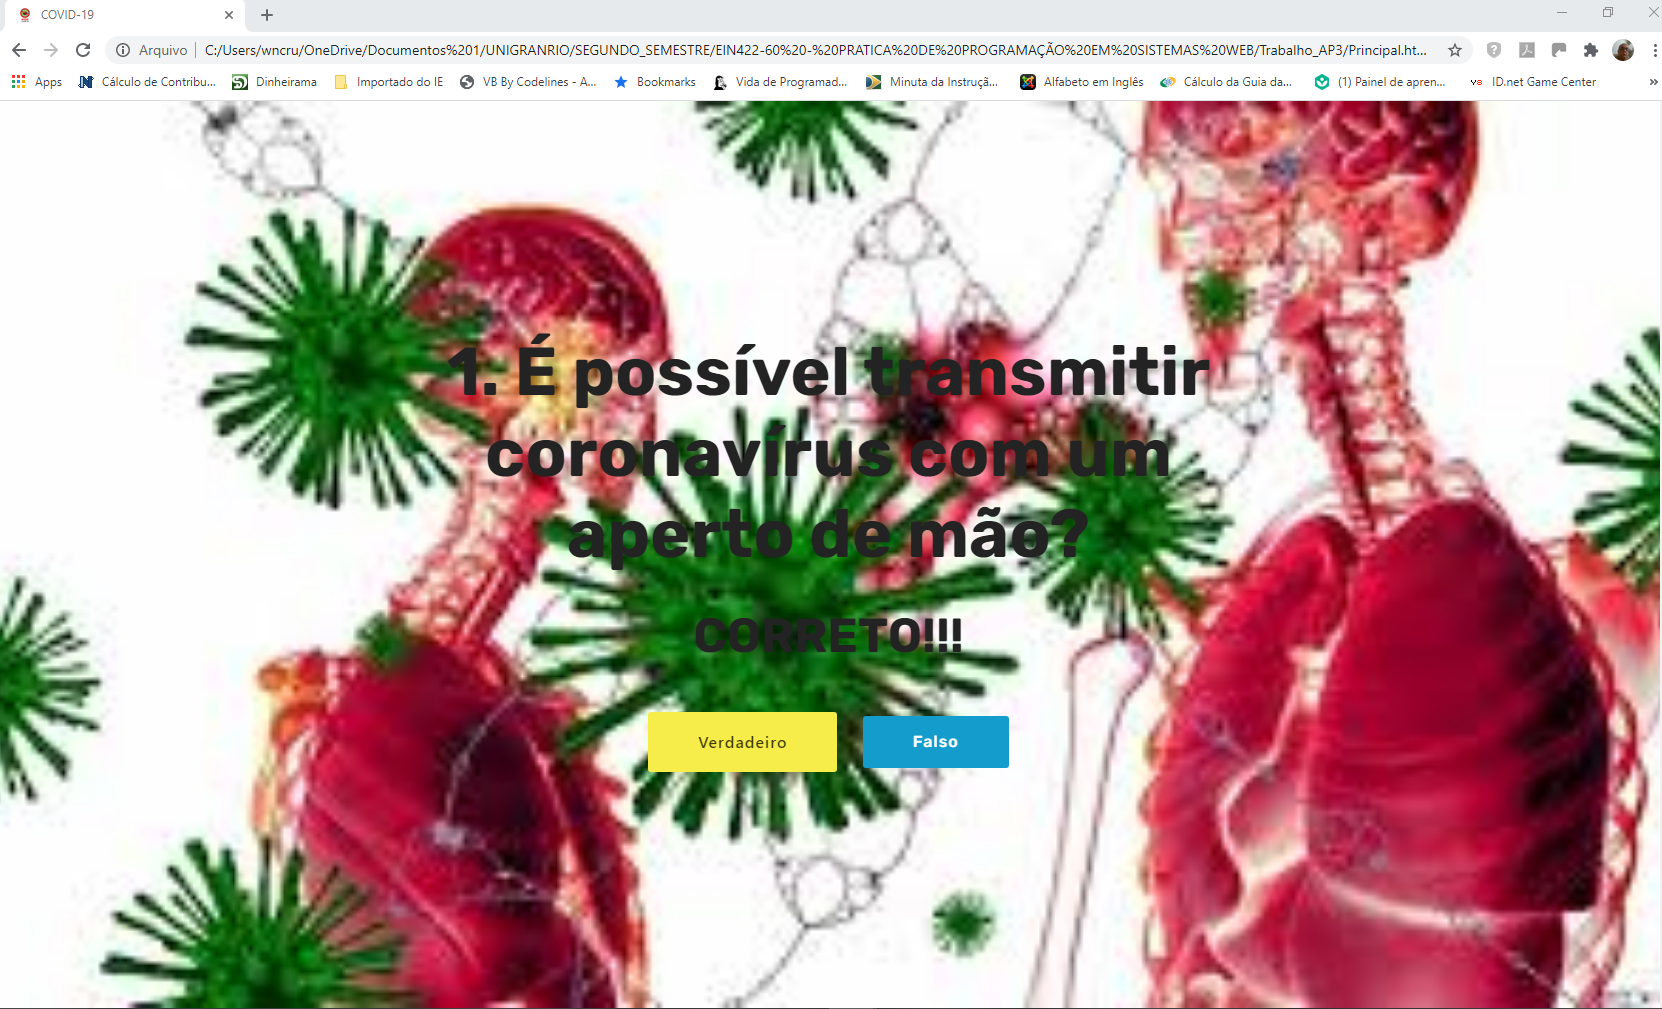 COVID-19
Arquivo
C:/Users/wncru/OneDrive/Documentos%201/UNIGRANRIO/SEGUNDO_SEMESTRE/EIN422-60%20-%20PRATICA%20DE%20PROGRAMAÇÃO%20EM%20SISTEMAS%20WEB/Trabalho_AP3/Principal.ht...
Apps
Cálculo de Contribu...
Dinheirama
Importado do IE
VB By Codelines - A...
Bookmarks
Vida de Programad...
Minuta da Instruçã...
Alfabeto em Inglês
Cálculo da Guia da...
(1) Painel de apren...
ID.net Game Center
1. É possível transmitir
coronavírus com um
aperto de mão?
CORRETO!!!
Verdadeiro
Falso